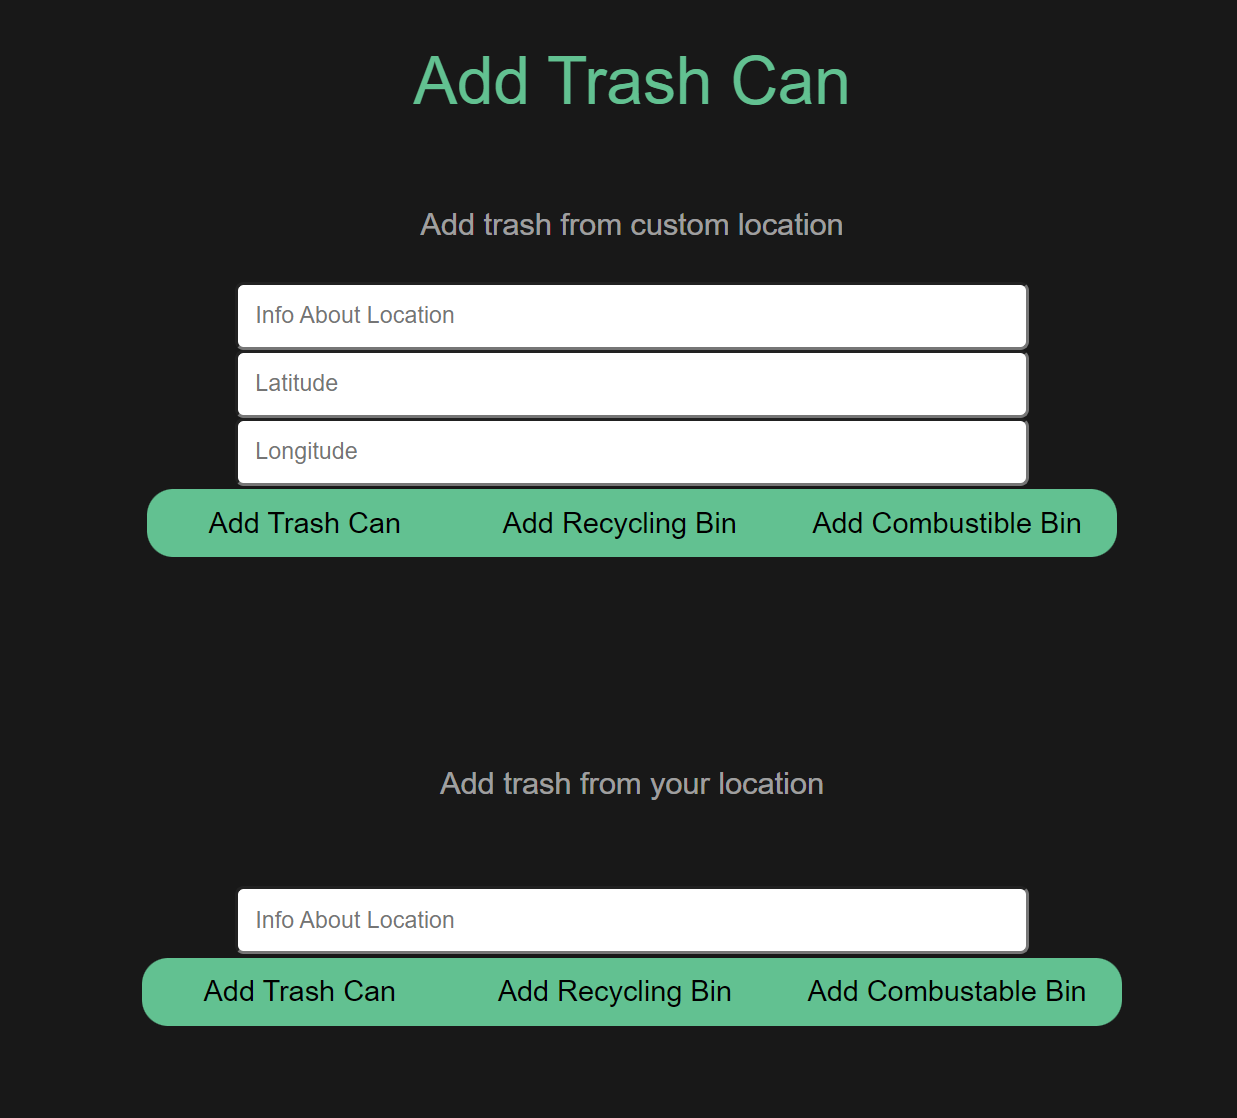 Add Trash Can
Add trash from custom location
Info About Location
Latitude
Longitude
Add Trash Can Add Recycling Bin Add Combustible Bin
Add trash from your location
Info About Location
Add Trash Can Add Recycling Bin Add Combustable Bin